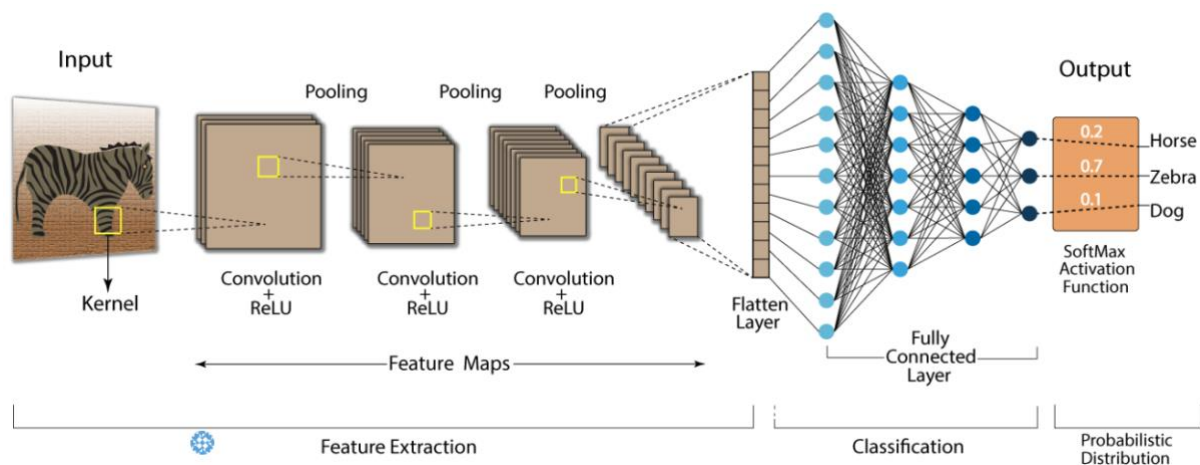 Input
Pooling
Pooling
Pooling
Output
0.2
Horse
0.7
Zebra
0.1
Dog
Kernel
Convolution
+
ReLU
Convolution
+
ReLU
Convolution
+
ReLU
Flatten
Layer
SoftMax
Activation
Function
Feature Maps
Fully
Connected
Layer
Feature Extraction
Classification
Probabilistic
Distribution